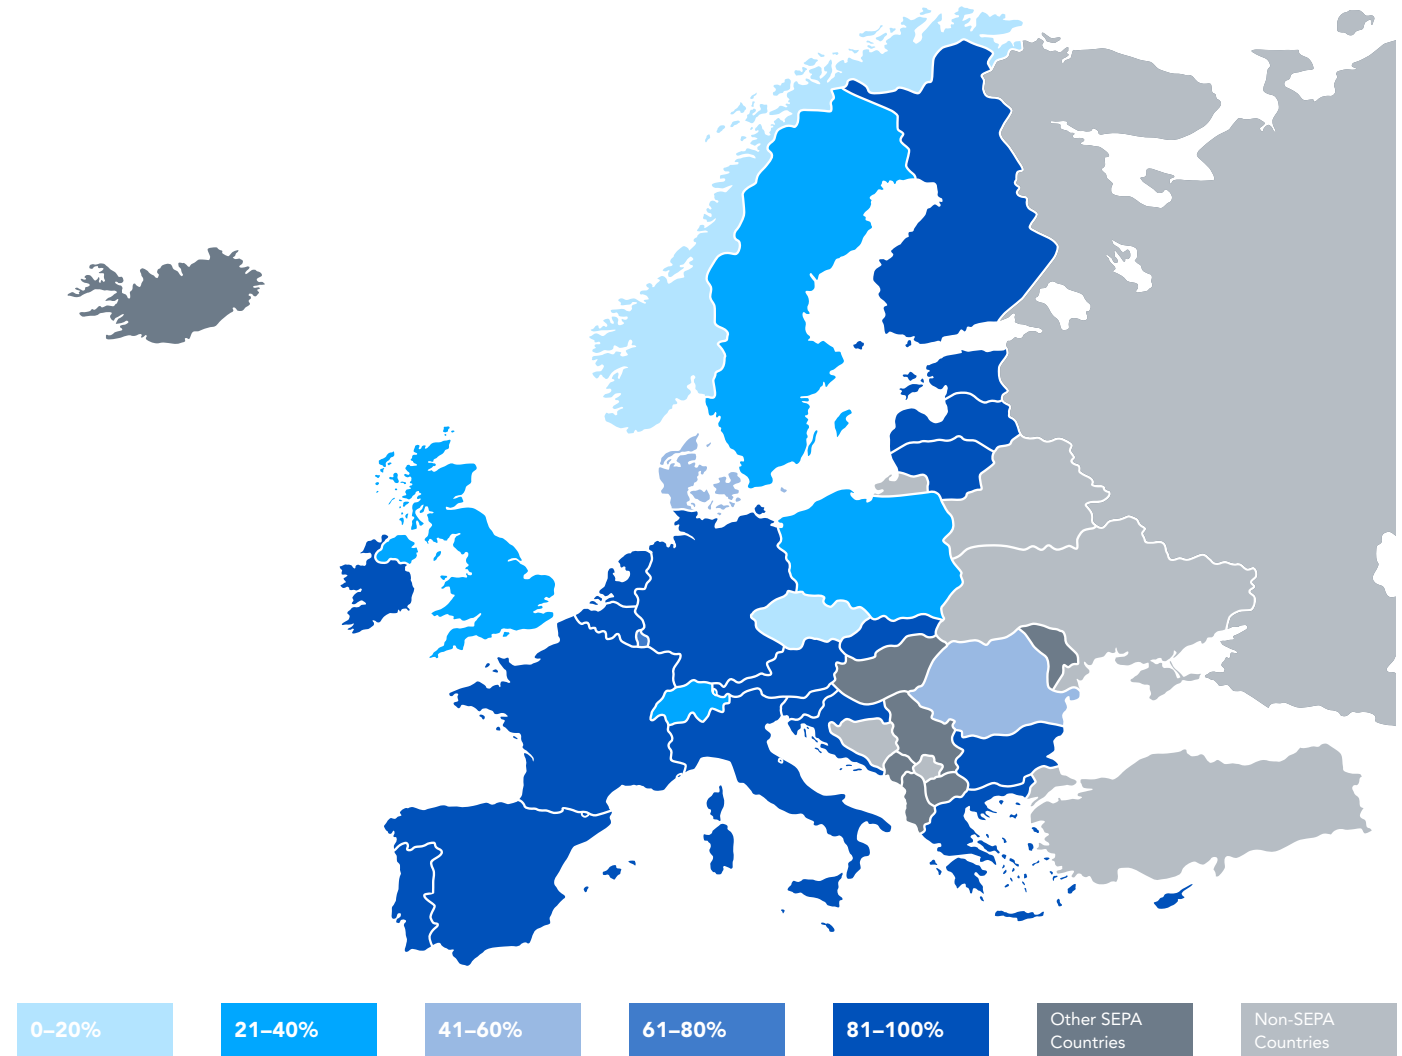 0–20%
21–40%
41–60%
61–80%
81–100%
Other SEPA
Countries
Non-SEPA
Countries